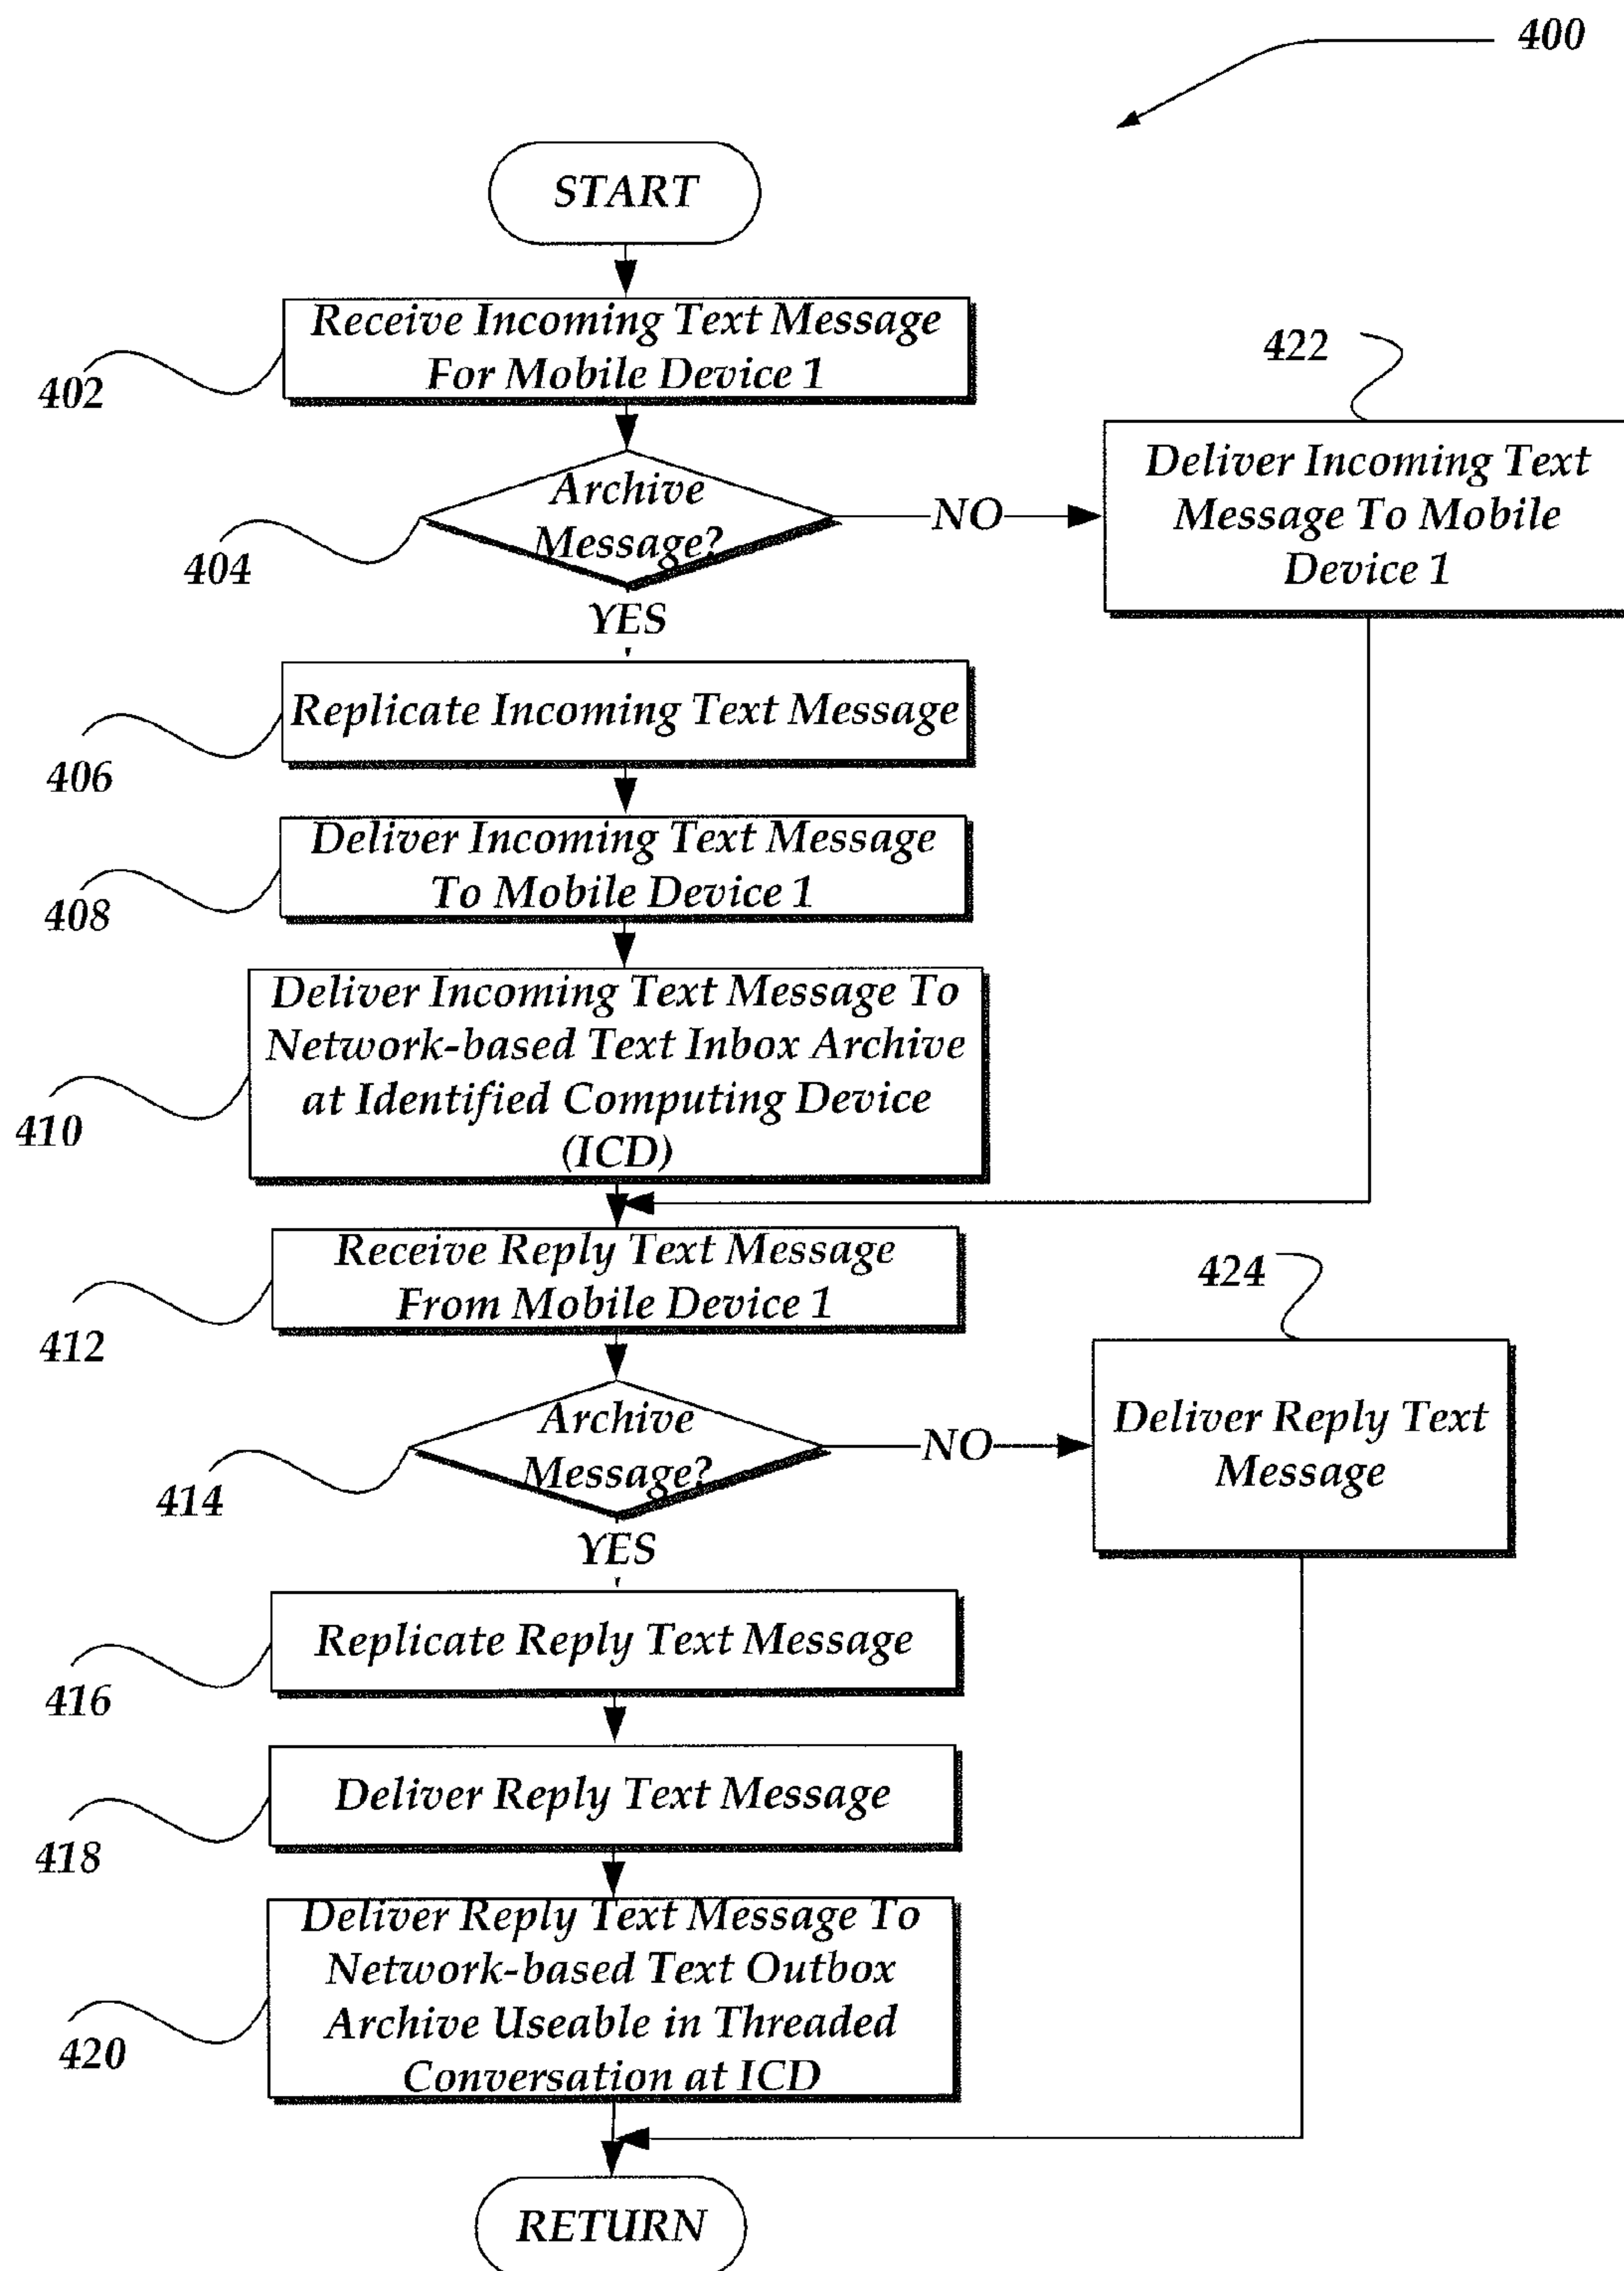 400
START
Receive Incoming Text Message
For Mobile Device 1
402
422
Archive
Message?
404
NO
Deliver Incoming Text
Message To Mobile
Device 1
YES
Replicate Incoming Text Message
406
Deliver Incoming Text Message
To Mobile Device 1
408
Deliver Incoming Text Message To
Network-based Text Inbox Archive
at Identified Computing Device
(ICD)
410
Receive Reply Text Message
From Mobile Device 1
412
424
Archive
Message?
414
NO
Deliver Reply Text
Message
YES
Replicate Reply Text Message
416
Deliver Reply Text Message
418
Deliver Reply Text Message To
Network-based Text Outbox
Archive Useable in Threaded
Conversation at ICD
420
RETURN